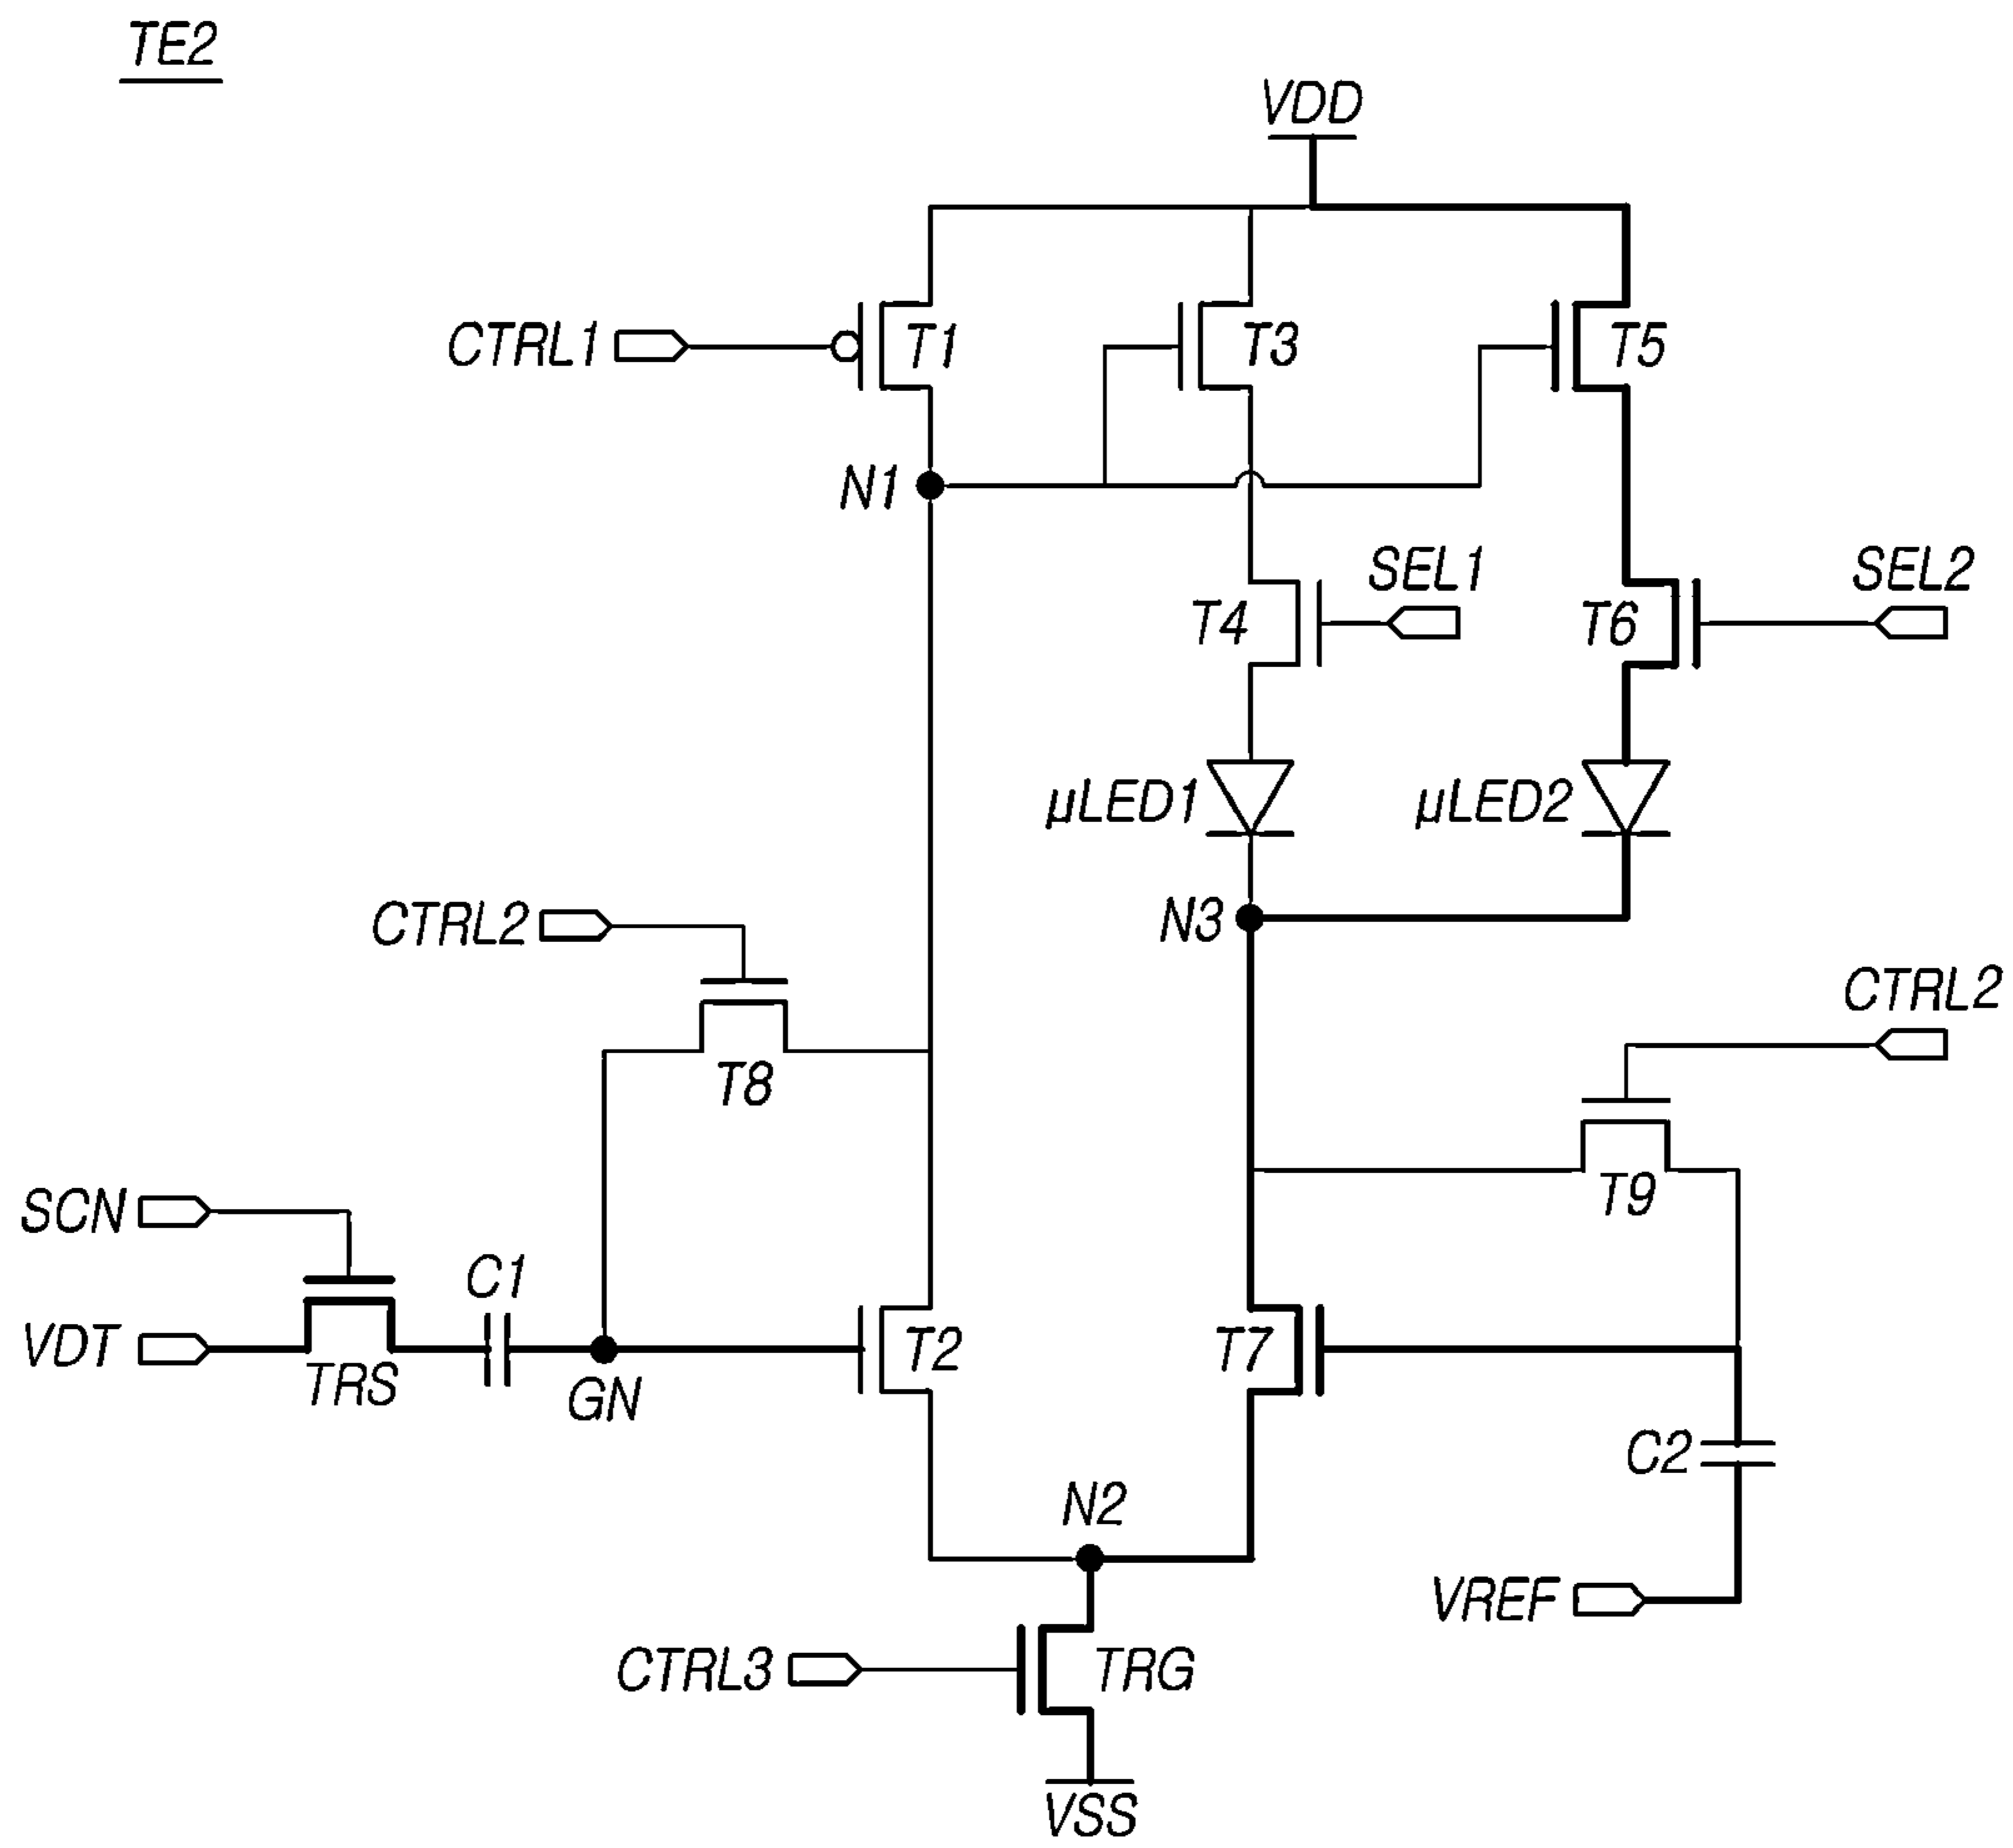 TE2
VDD
CTRL1
T1
T3
T5
N1
SEL1
SEL2
T4
T6
µLED1
µLED2
CTRL2
N3
CTRL2
T8
T9
SCN
C1
VDT
TRS
GN
T2
T7
C2
N2
VREF
CTRL3
TRG
VSS